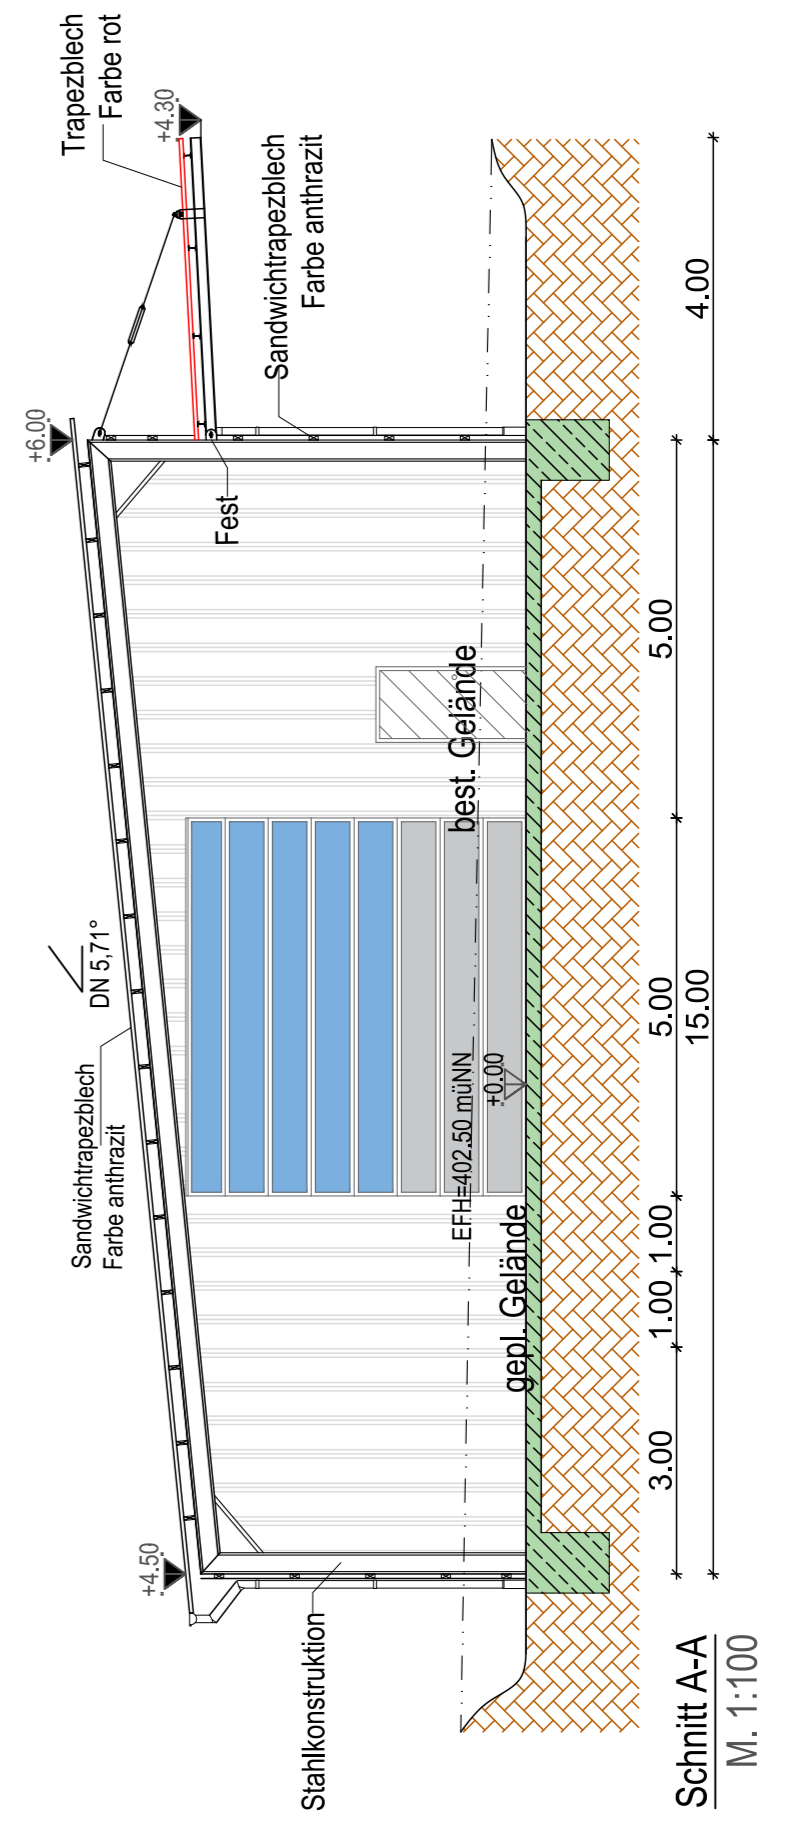 +6.00
+4.30
Trapezblech
Farbe rot
DN 5,71°
Sandwichtrapezblech
Farbe anthrazit
+4.50
Fest
Sandwichtrapezblech
Farbe anthrazit
Stahlkonstruktion
best. Gelände
EFH=402.50 müNN
+0.00
gepl. Gelände
3.00 1.00 1.00 5.00 5.00
15.00 4.00
Schnitt A-A
M. 1:100